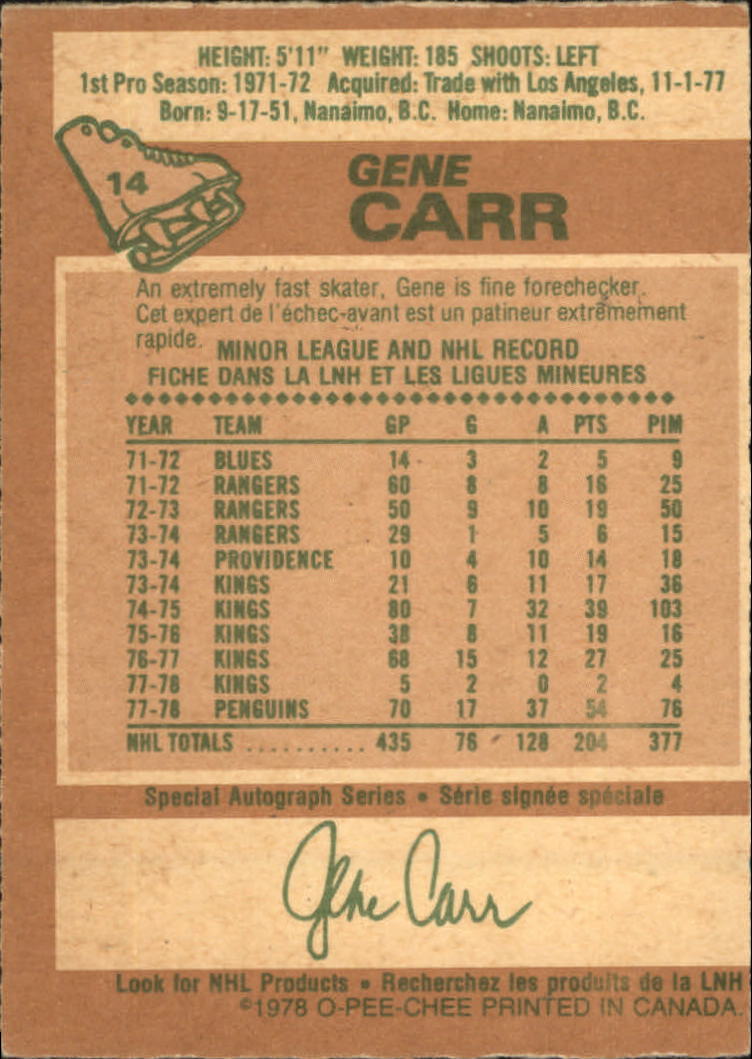 HEIGHT: 5'11" WEIGHT: 185 SHOOTS: LEFT
1st Pro Season: 1971-72 Acquired: Trade with Los Angeles, 11-1-77
Born: 9-17-51, Nanaimo, B.C. Home: Nanaimo, B.C.
14
GENE
CARR
An extremely fast skater, Gene is fine forechecker.
Cet expert de l'échec-avant est un patineur extrêmement
rapide.
MINOR LEAGUE AND NHL RECORD
FICHE DANS LA LNH ET LES LIGUES MINEURES
YEAR TEAM GP G A PTS PIM
71-72 BLUES 14 3 2 5 9
71-72 RANGERS 60 8 8 16 25
72-73 RANGERS 50 9 10 19 50
73-74 RANGERS 29 1 5 6 15
73-74 PROVIDENCE 10 4 10 14 18
73-74 KINGS 21 6 11 17 36
74-75 KINGS 80 7 32 39 103
75-76 KINGS 38 8 11 19 16
76-77 KINGS 68 15 12 27 25
77-78 KINGS 5 2 0 2 4
77-78 PENGUINS 70 17 37 54 76
NHL TOTALS .......... 435 76 128 204 377
Special Autograph Series • Série signée spéciale
Gene Carr
Look for NHL Products • Recherchez les produits de la LNH
©1978 O-PEE-CHEE PRINTED IN CANADA.